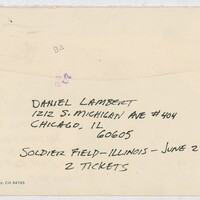 DANIEL LAMBERT
1212 S. MICHIGAN AVE #404
CHICAGO, IL
60605
SOLDIER FIELD-ILLINOIS-JUNE 2
2 TICKETS